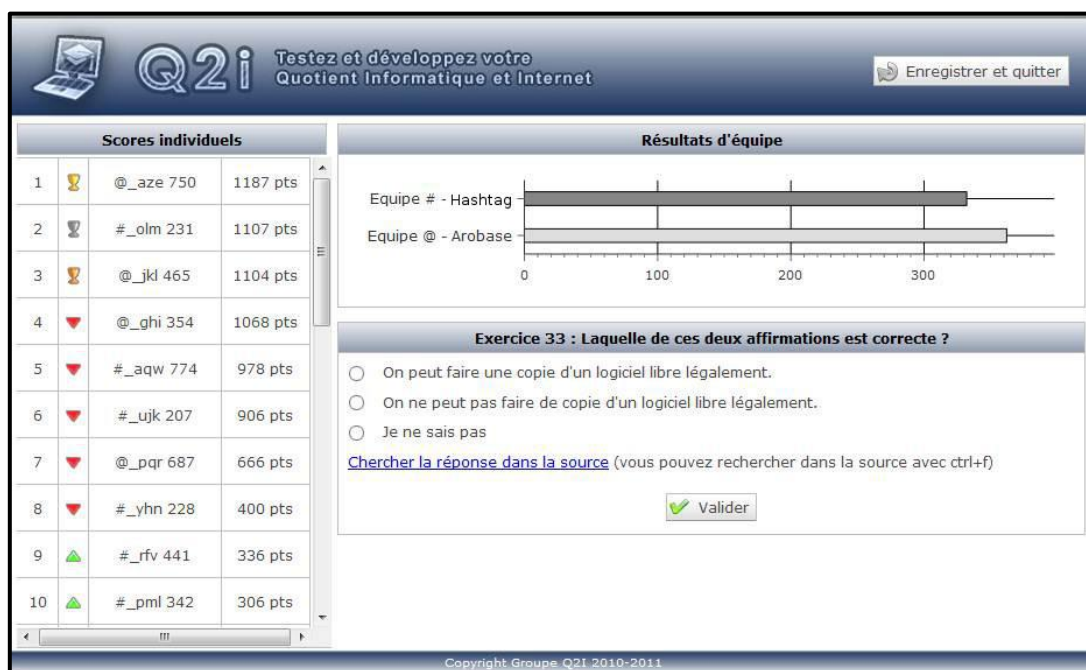 Q2i
Testez et développez votre
Quotient Informatique et Internet
Enregistrer et quitter
Scores individuels
1 @_aze 750 1187 pts
2 #_olm 231 1107 pts
3 @_jkl 465 1104 pts
4 @_ghi 354 1068 pts
5 #_aqw 774 978 pts
6 #_ujk 207 906 pts
7 @_pqr 687 666 pts
8 #_yhn 228 400 pts
9 #_rfv 441 336 pts
10 #_pml 342 306 pts
Résultats d'équipe
Equipe # - Hashtag
Equipe @ - Arobase
0 100 200 300
Exercice 33 : Laquelle de ces deux affirmations est correcte ?
On peut faire une copie d'un logiciel libre légalement.
On ne peut pas faire de copie d'un logiciel libre légalement.
Je ne sais pas
Chercher la réponse dans la source (vous pouvez rechercher dans la source avec ctrl+f)
Valider
Copyright Groupe Q2I 2010-2011